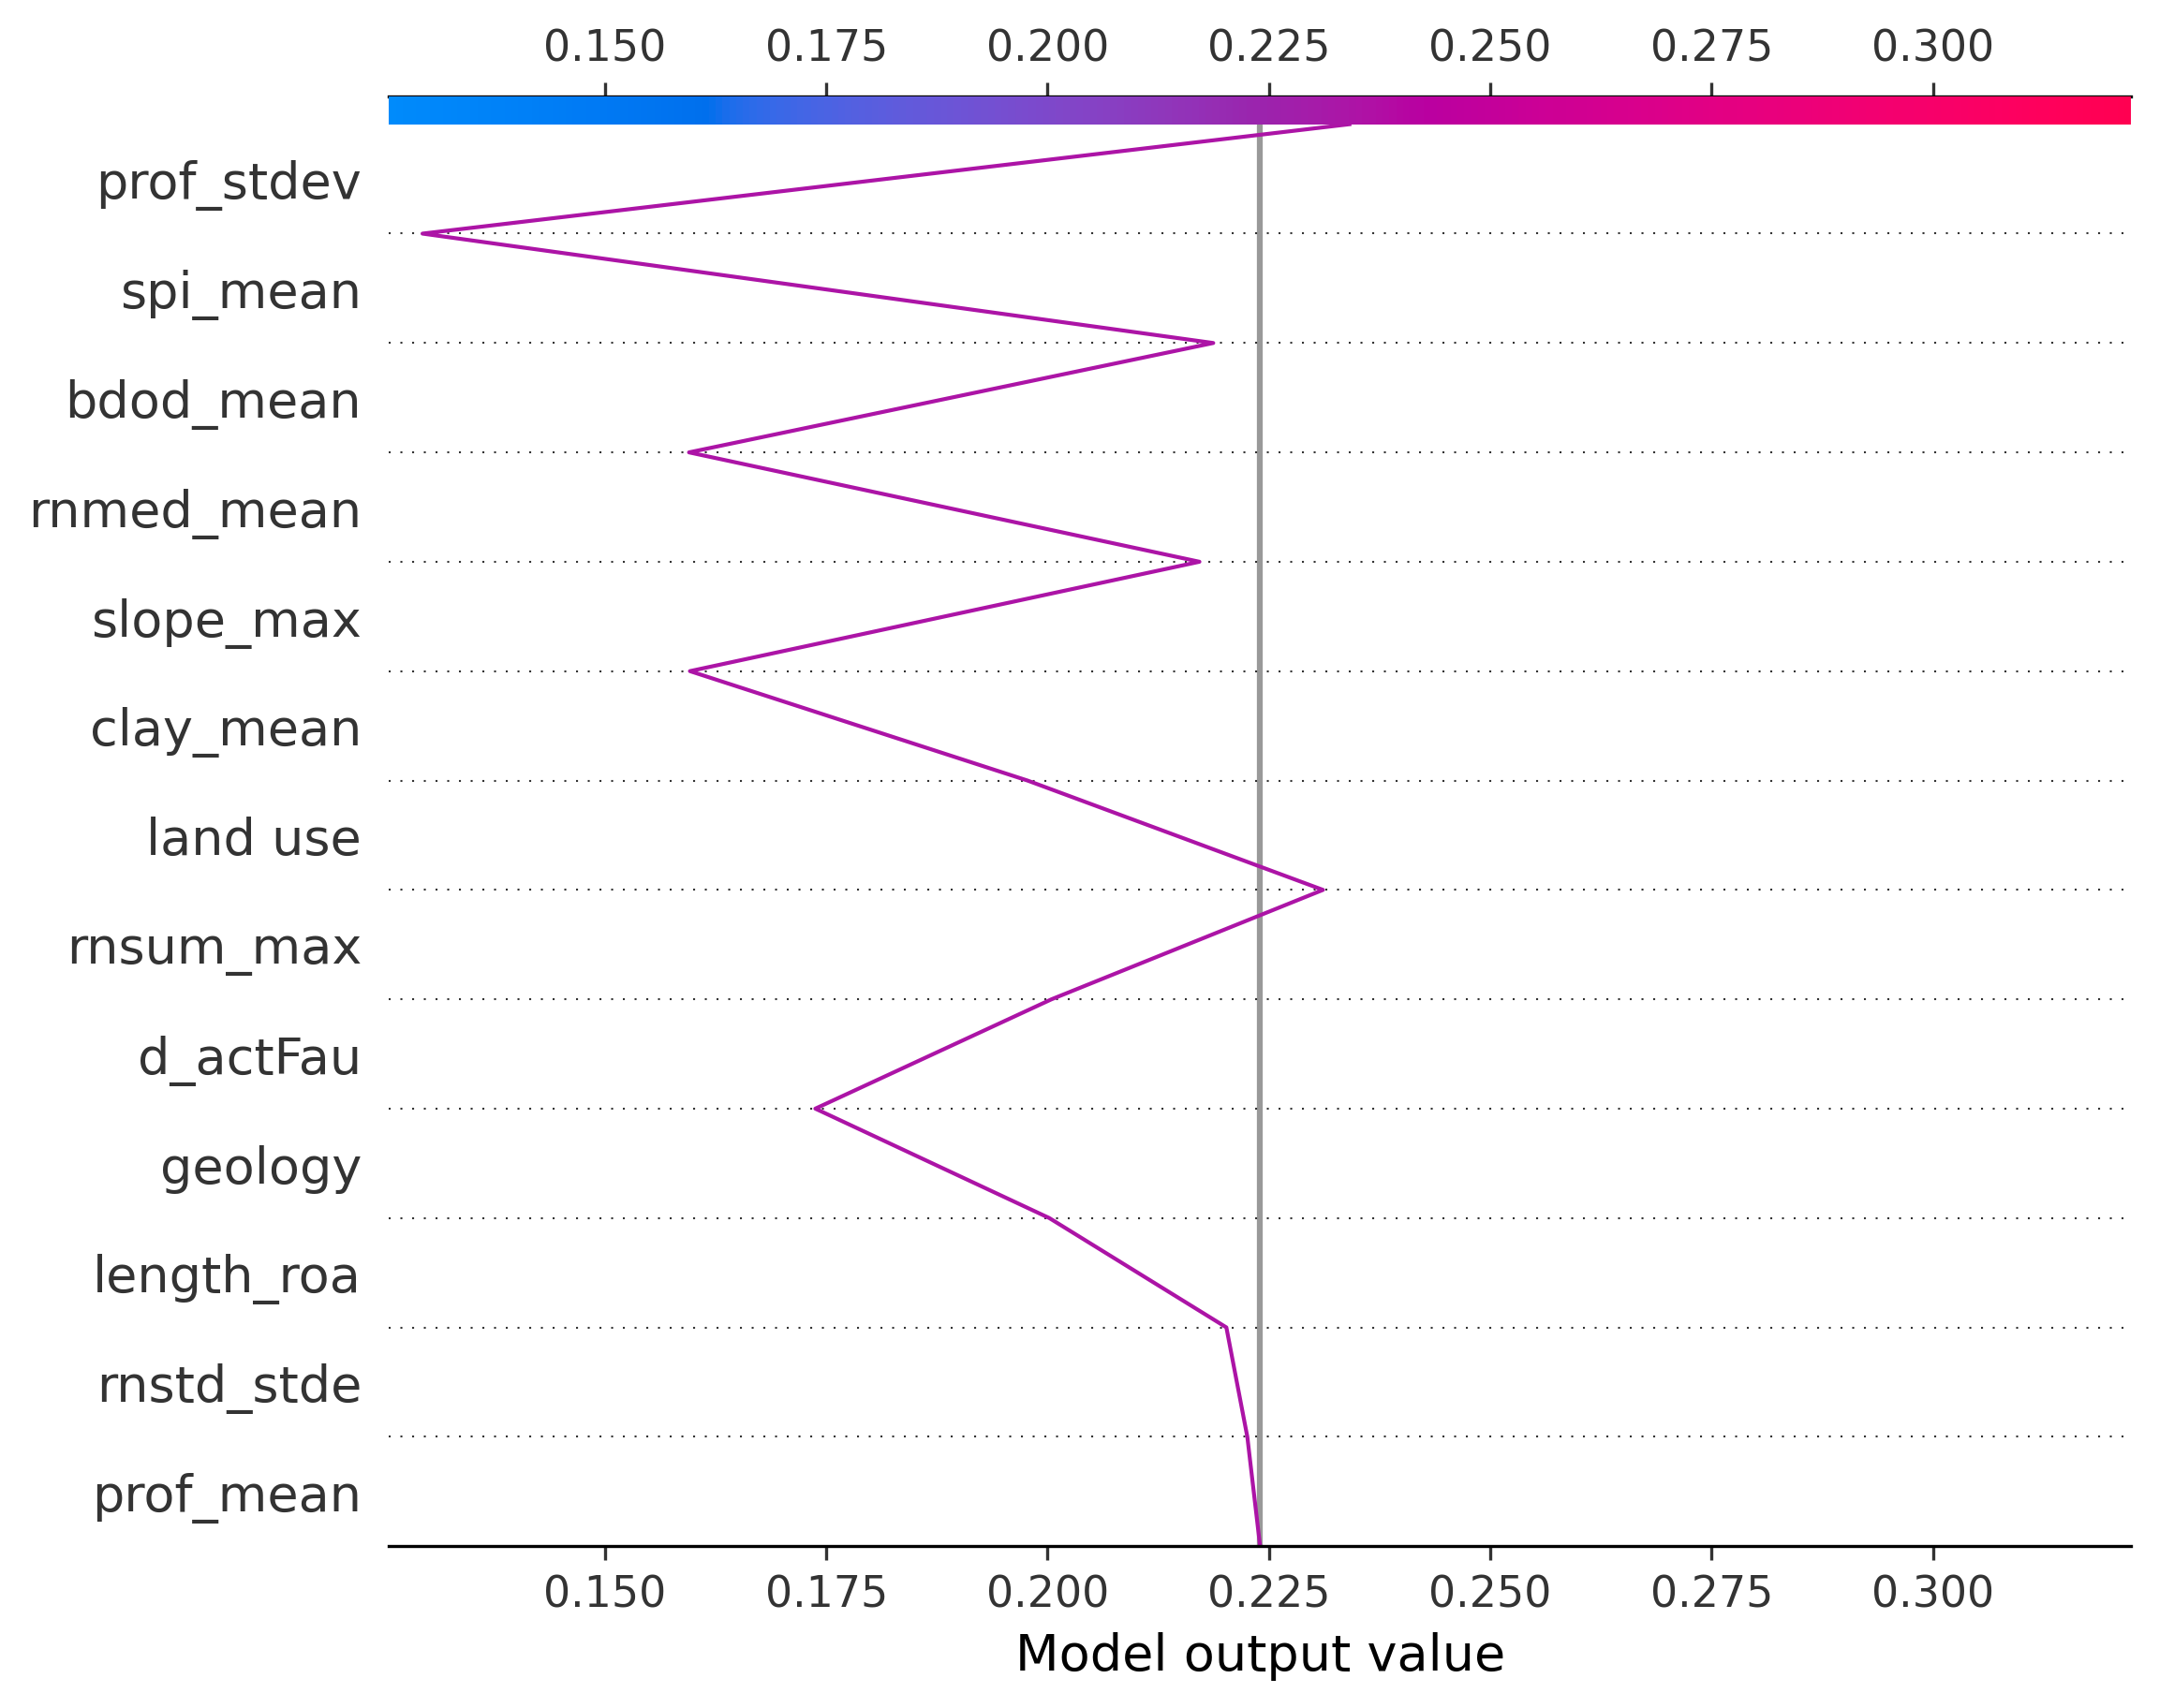 0.150 0.175 0.200 0.225 0.250 0.275 0.300
prof_stdev
spi_mean
bdod_mean
rnmed_mean
slope_max
clay_mean
land use
rnsum_max
d_actFau
geology
length_roa
rnstd_stde
prof_mean
0.150 0.175 0.200 0.225 0.250 0.275 0.300
Model output value